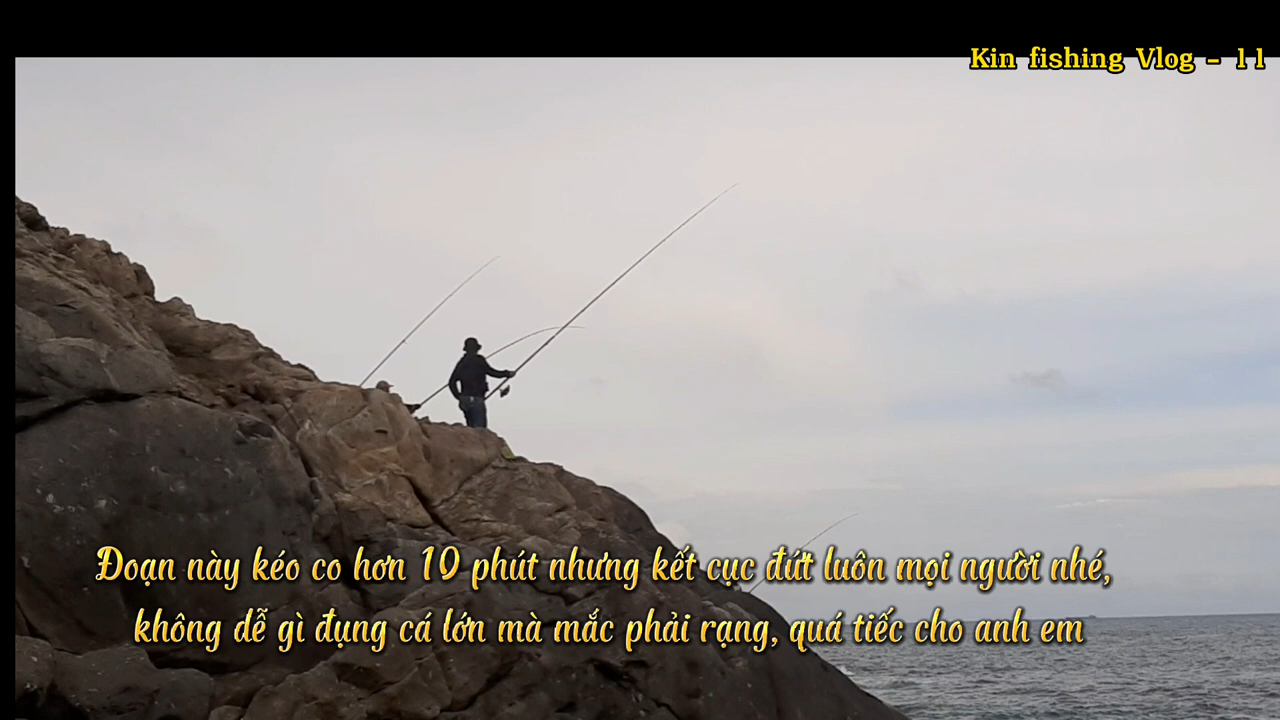 Kin fishing Vlog - 11
Đoạn này kéo co hơn 10 phút nhưng kết cục đứt luôn mọi người nhé,
không dễ gì đụng cá lớn mà mắc phải rạng, quá tiếc cho anh em